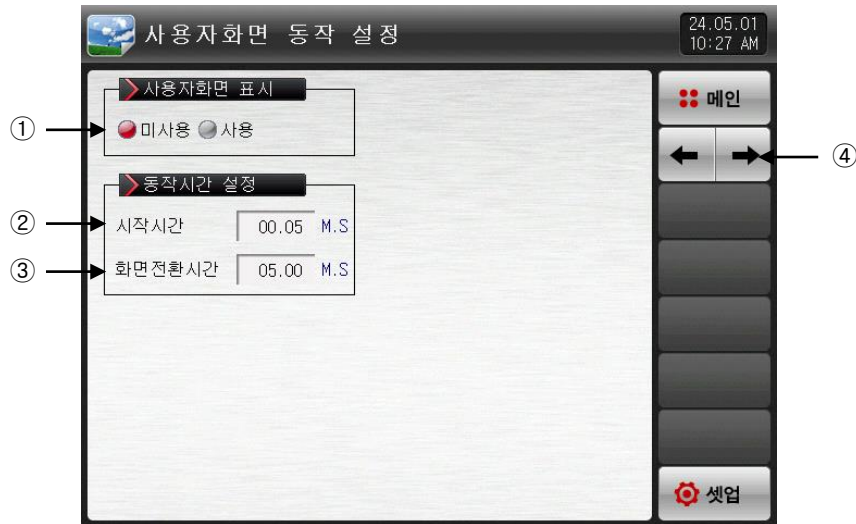 사용자화면 동작 설정
24.05.01
10:27 AM
사용자화면 표시
① 미사용 사용
동작시간 설정
② 시작시간 00.05 M.S
③ 화면전환시간 05.00 M.S
메인
④
셋업